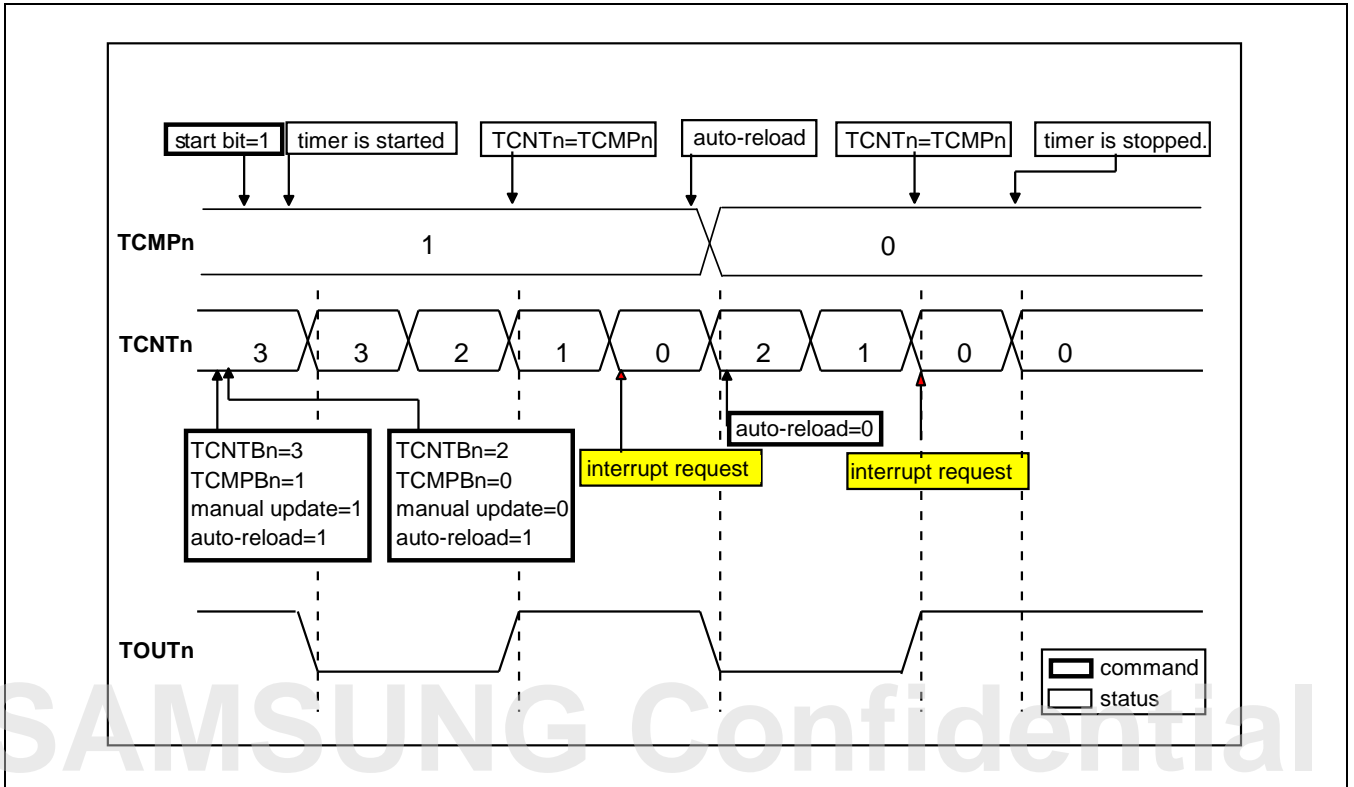 start bit=1 timer is started TCNTn=TCMPn auto-reload TCNTn=TCMPn timer is stopped.
TCMPn 1 0
TCNTn 3 3 2 1 0 2 1 0 0
auto-reload=0
TCNTBn=3
TCMPBn=1
manual update=1
auto-reload=1
TCNTBn=2
TCMPBn=0
manual update=0
auto-reload=1
interrupt request
interrupt request
TOUTn
command
status
SAMSUNG Confidential